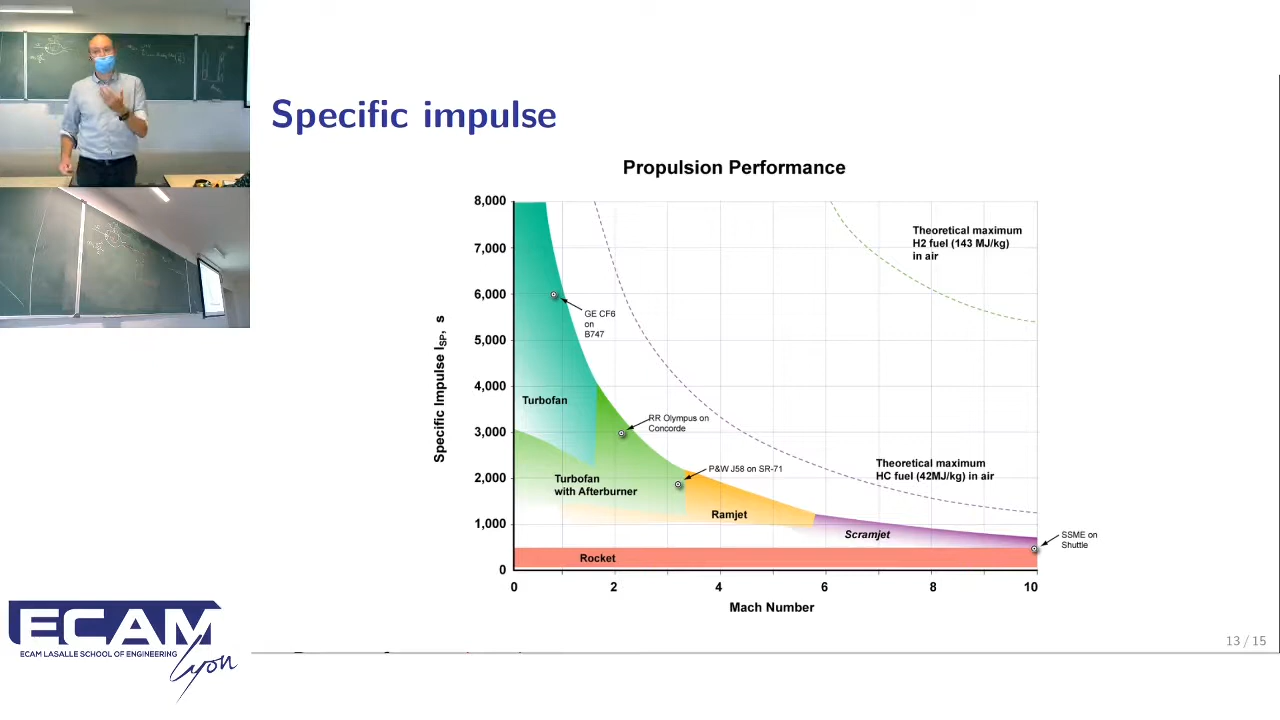 Specific impulse
Propulsion Performance
8,000
7,000
6,000
5,000
4,000
3,000
2,000
1,000
0
Specific Impulse ISP, s
Theoretical maximum
H2 fuel (143 MJ/kg)
in air
GE CF6
on
B747
Turbofan
RR Olympus on
Concorde
P&W J58 on SR-71
Theoretical maximum
HC fuel (42MJ/kg) in air
Turbofan
with Afterburner
Ramjet
Scramjet
SSME on
Shuttle
Rocket
0 2 4 6 8 10
Mach Number
ECAM
ECAM LASALLE SCHOOL OF ENGINEERING
Lyon
13 / 15